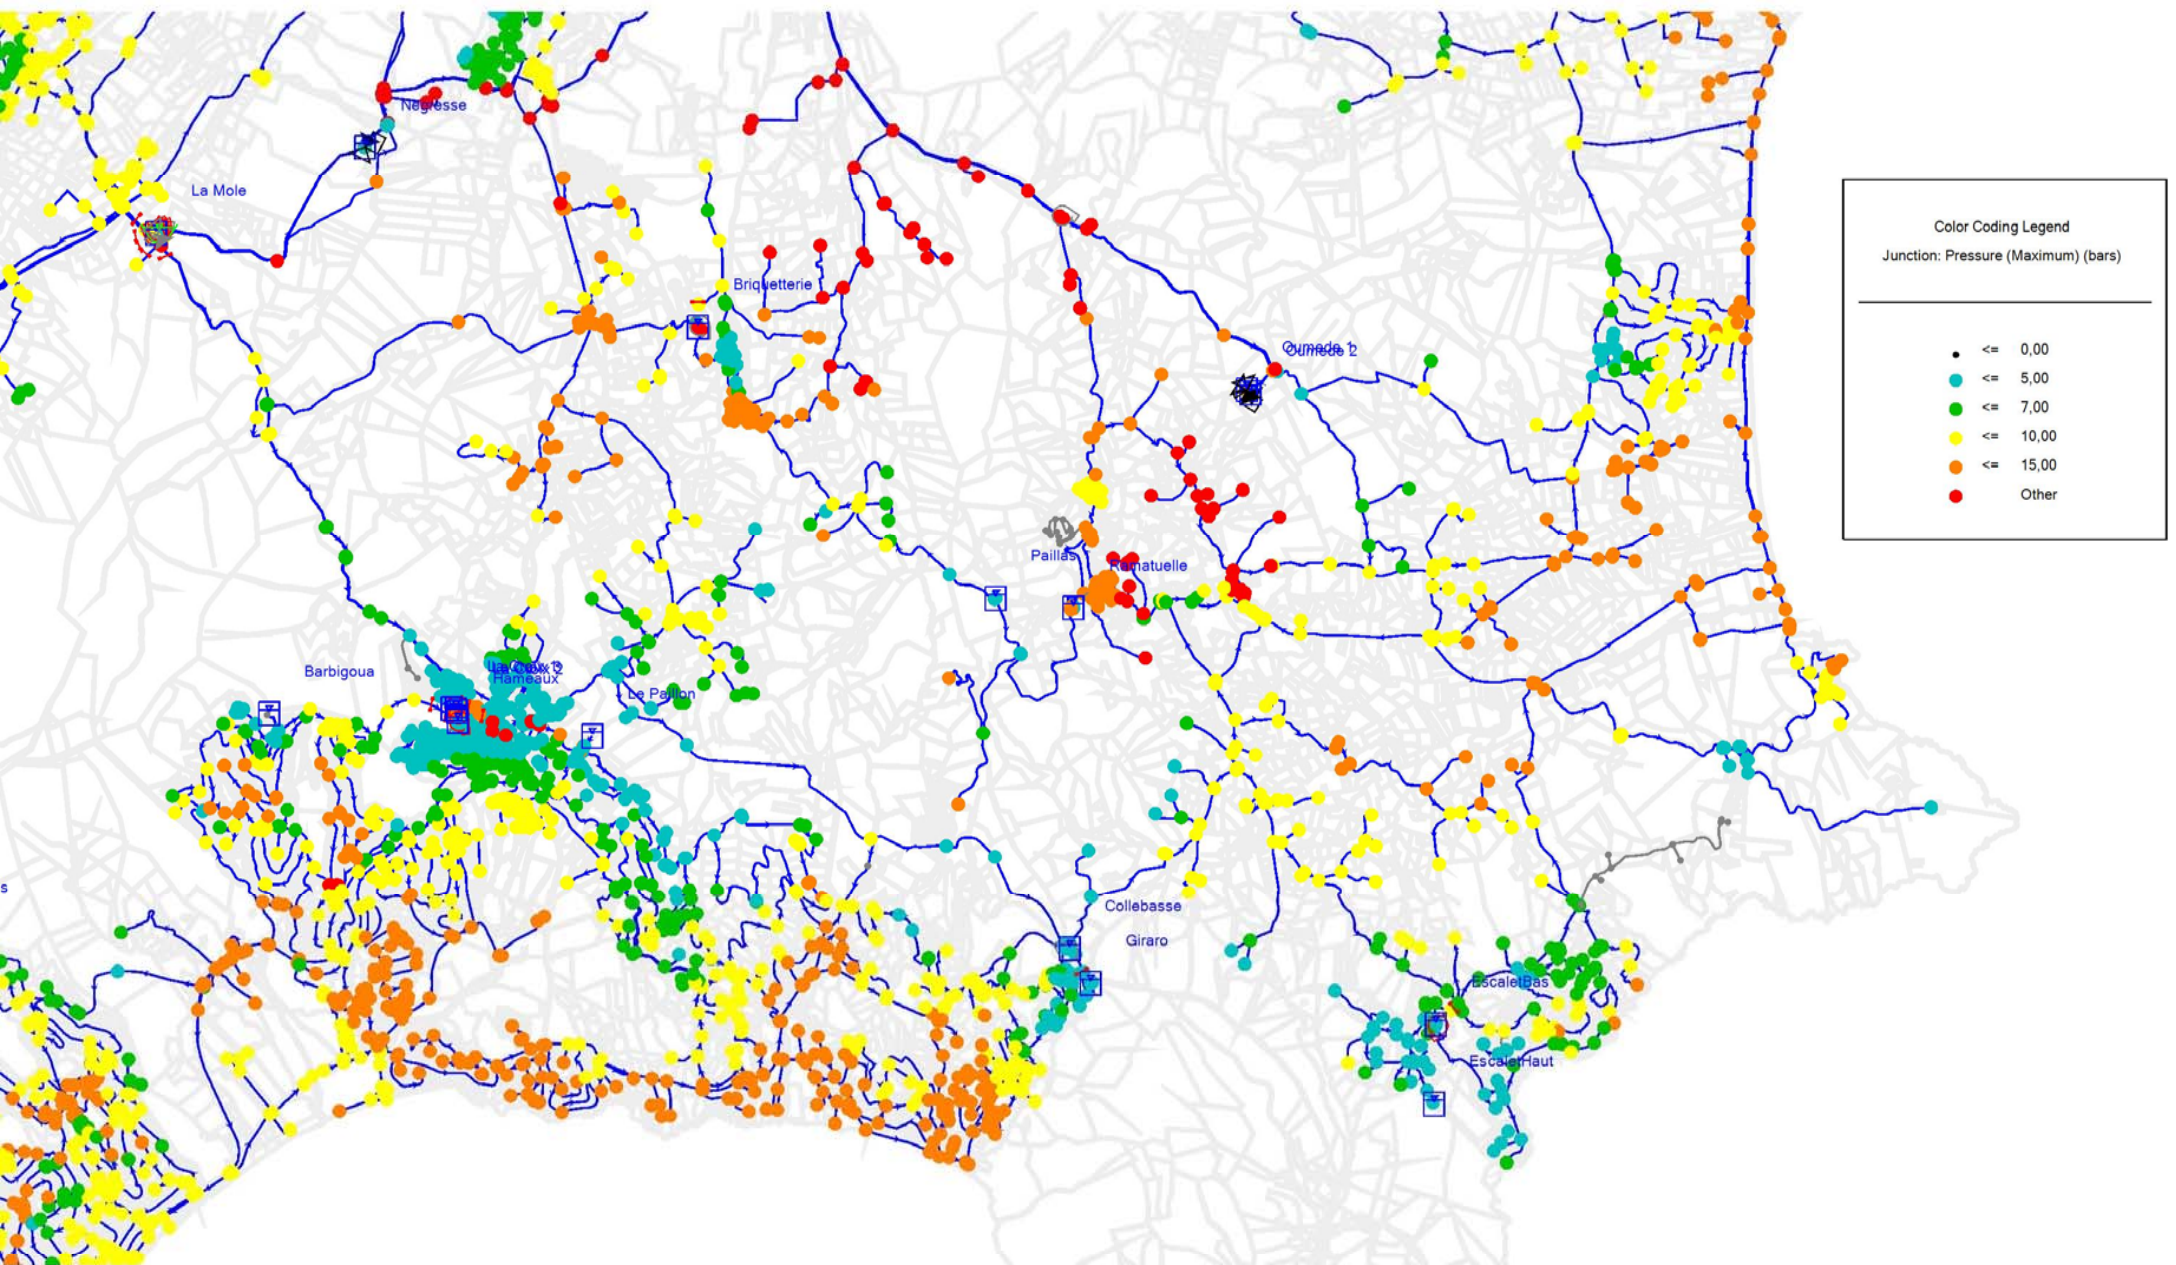 Negresse
La Mole
Briquetterie
Oumede 1
Oumede 2
Paillas
Ramatuelle
Barbigoua
Hameaux
Le Paillon
s
Collebasse
Giraro
EscaletBas
EscaletHaut
Color Coding Legend
Junction: Pressure (Maximum) (bars)
<= 0,00
<= 5,00
<= 7,00
<= 10,00
<= 15,00
Other